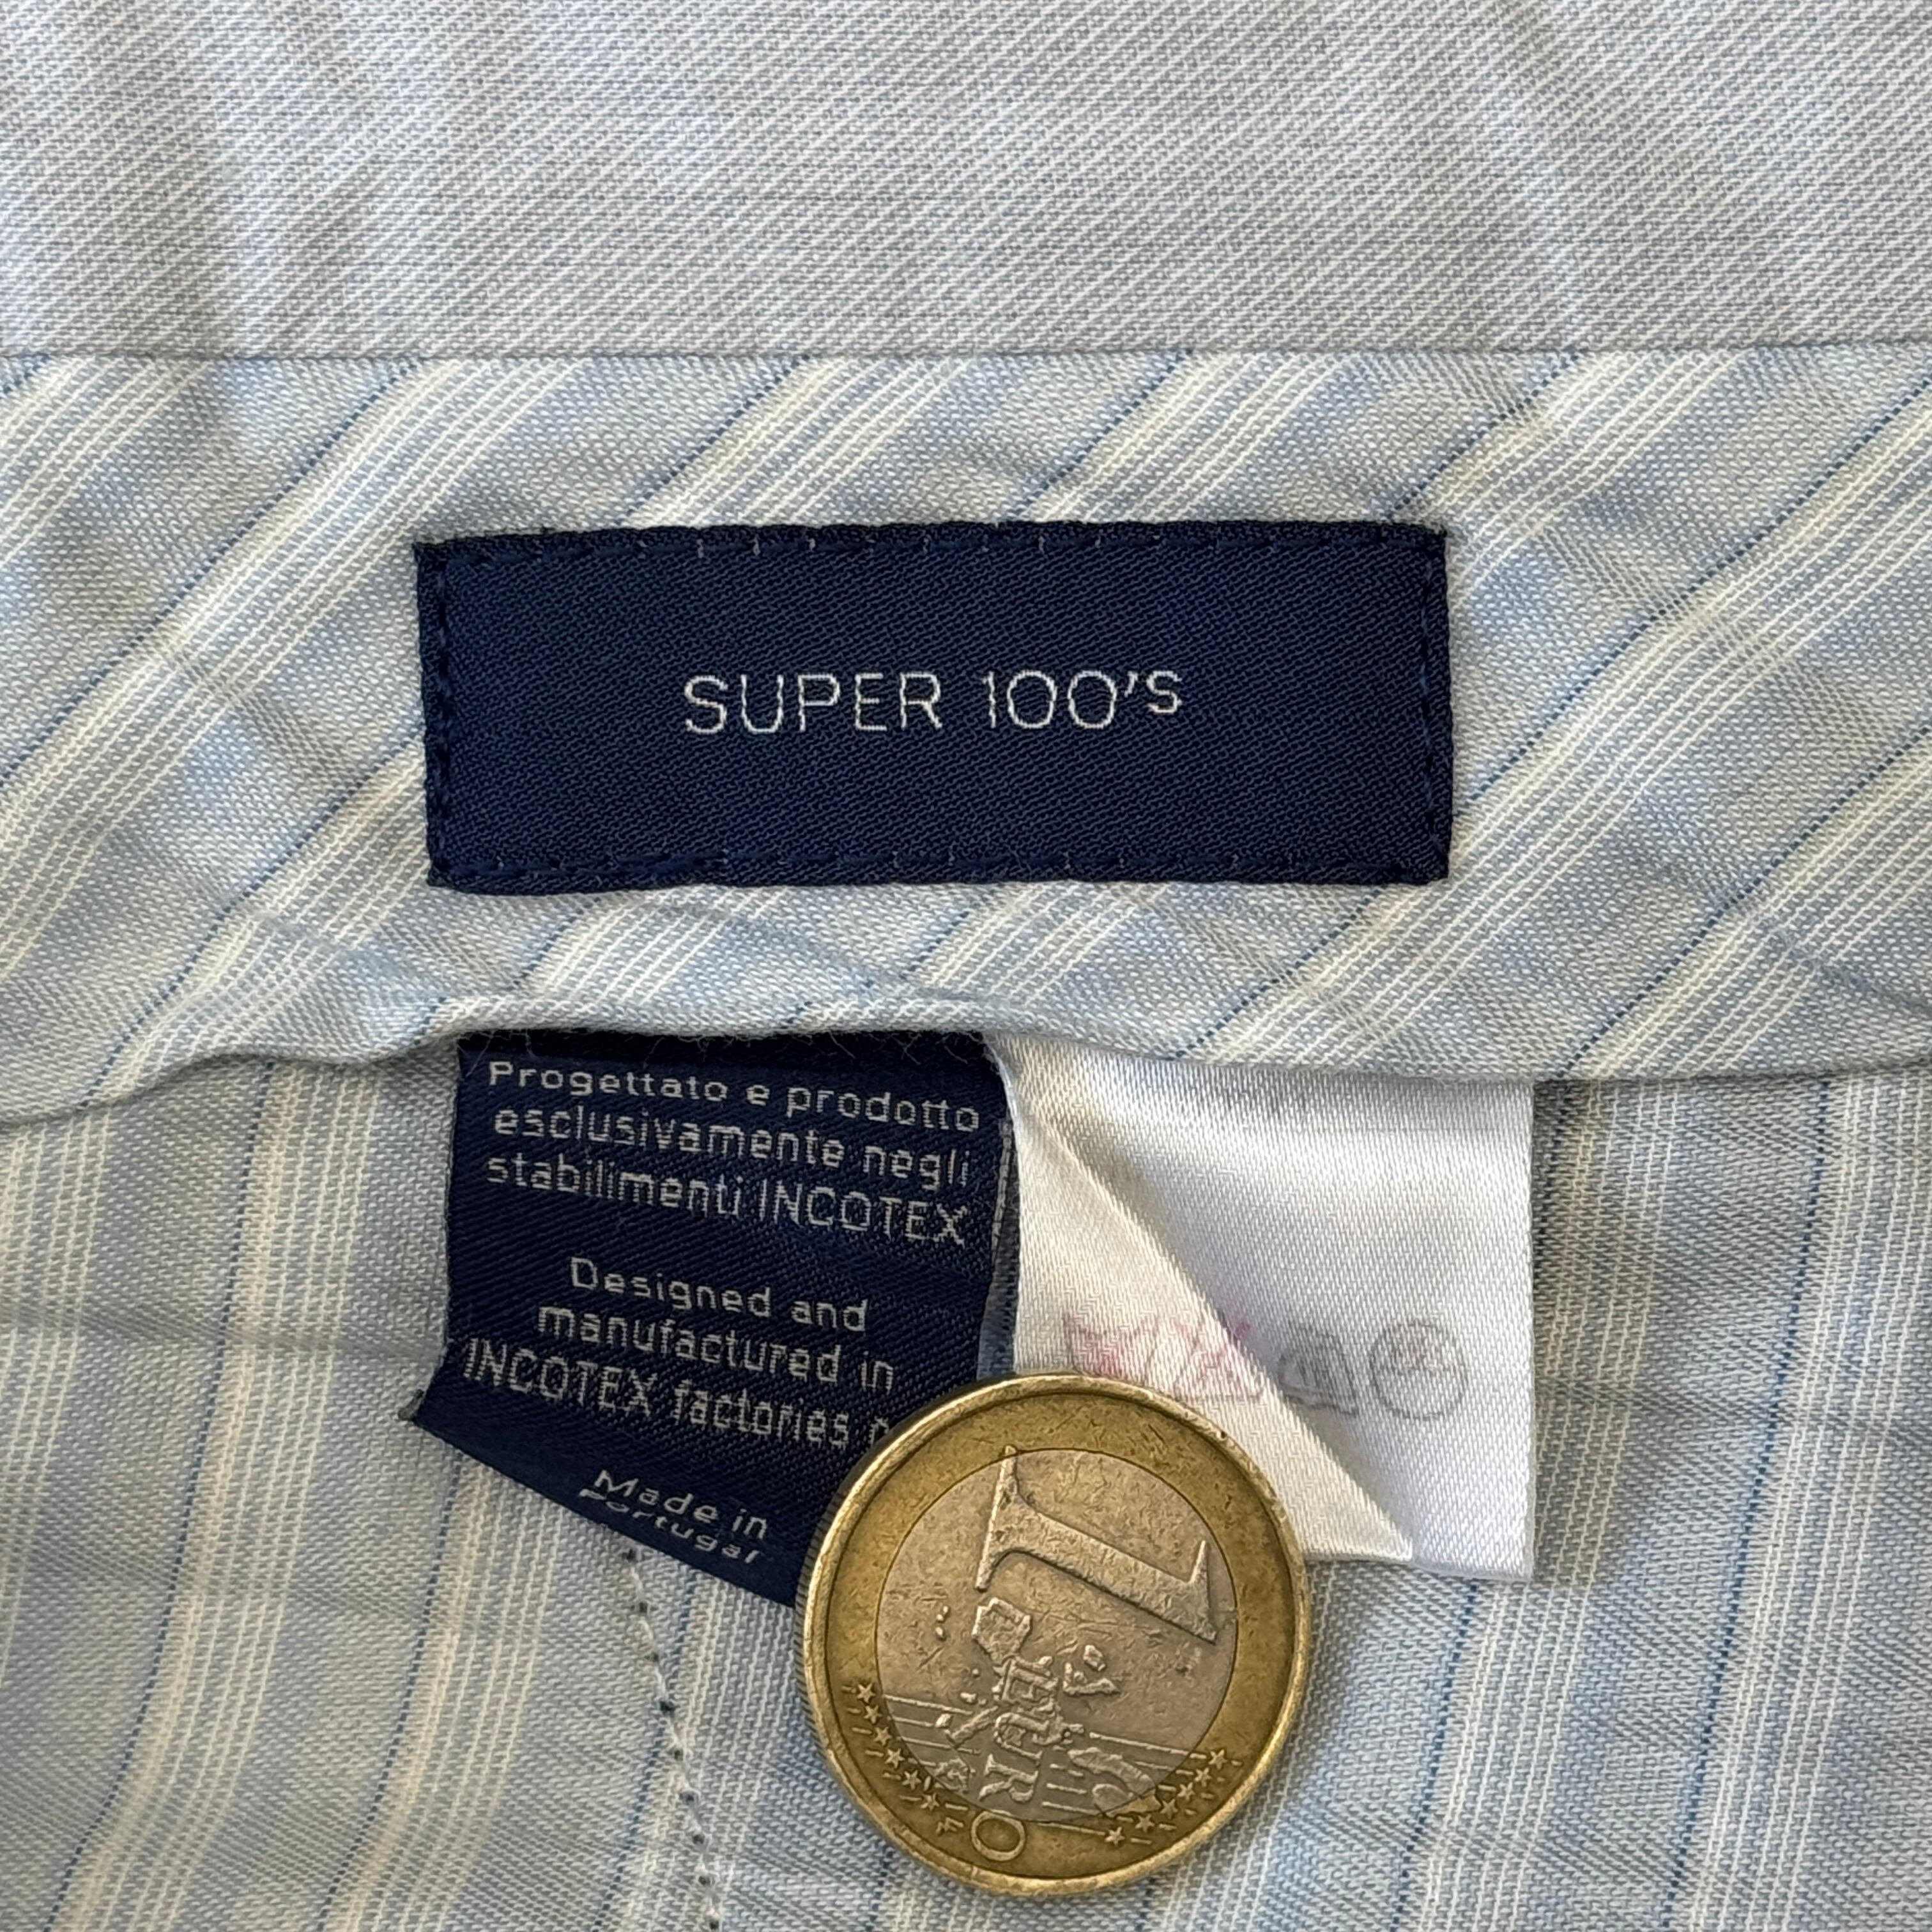 SUPER 100'S
Progettato e prodotto
esclusivamente negli
stabilimenti INCOTEX
Designed and
manufactured in
INCOTEX factories
Made in
Portugal
1
EURO